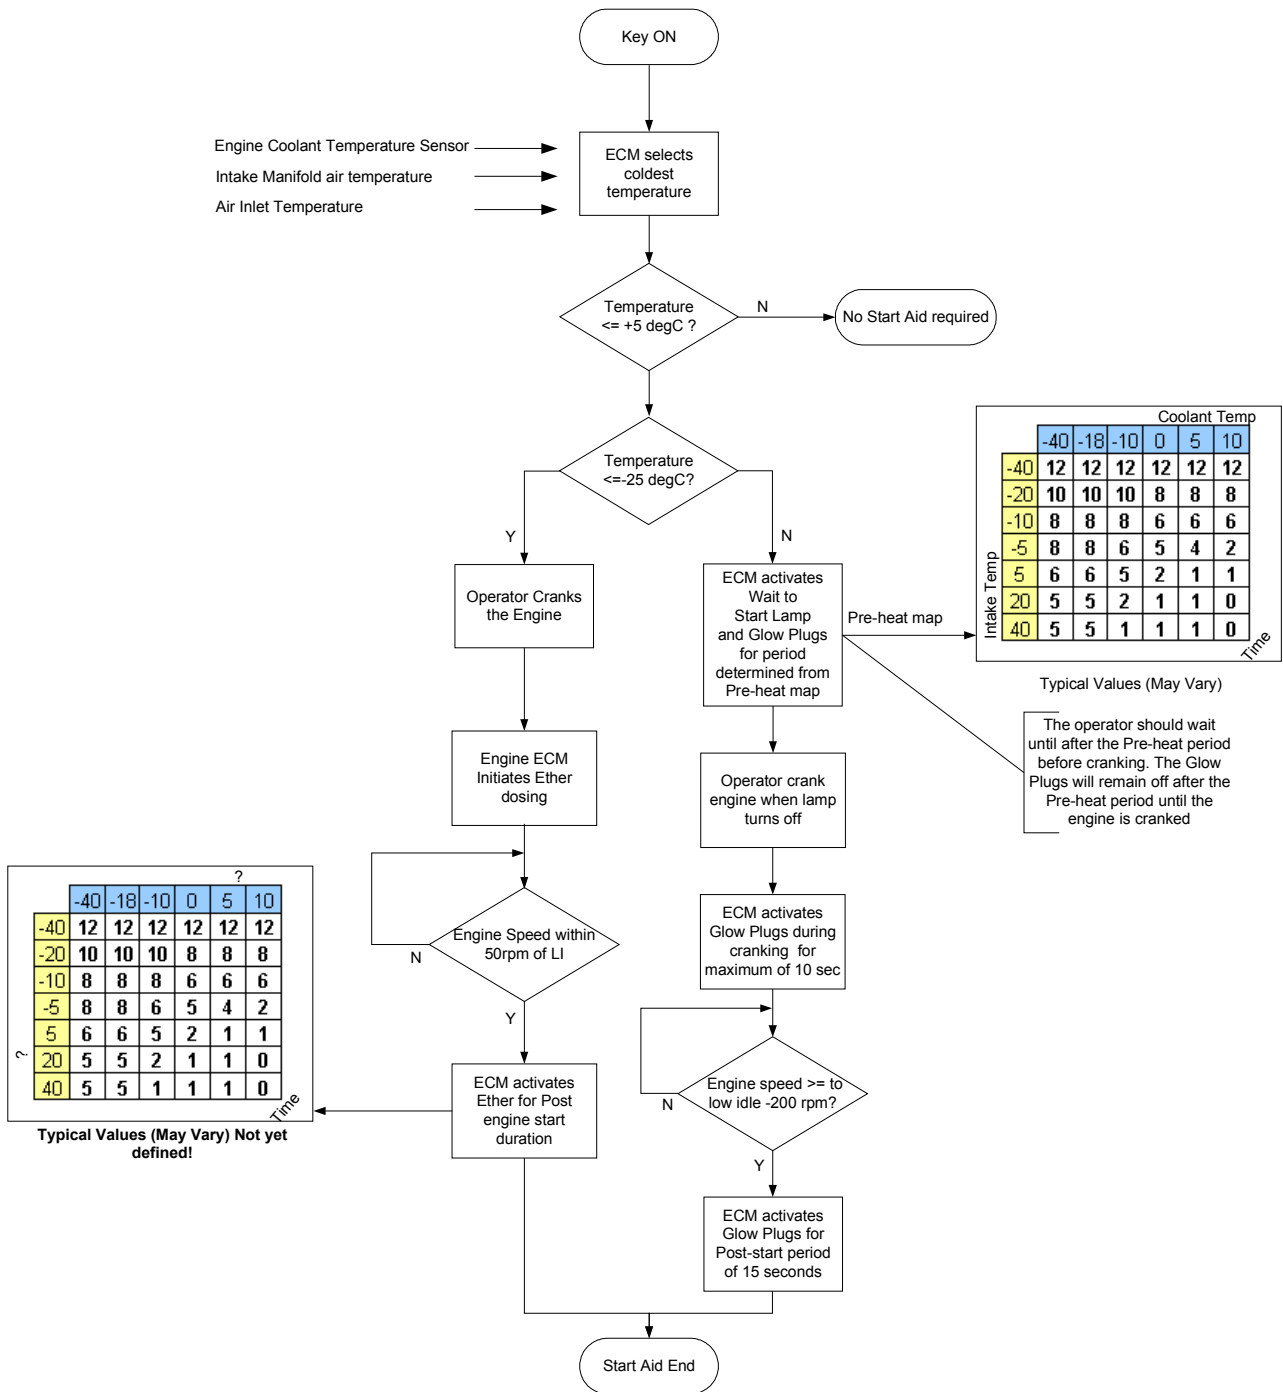 Key ON
Engine Coolant Temperature Sensor
Intake Manifold air temperature
Air Inlet Temperature
ECM selects
coldest
temperature
Temperature
<= +5 degC ?
N
No Start Aid required
Temperature
<=-25 degC?
Y
N
Operator Cranks
the Engine
Engine ECM
Initiates Ether
dosing
Engine Speed within
50rpm of LI
N
Y
ECM activates
Ether for Post
engine start
duration
?
-40 -18 -10 0 5 10
-40 12 12 12 12 12 12
-20 10 10 10 8 8 8
-10 8 8 8 6 6 6
-5 8 8 6 5 4 2
5 6 6 5 2 1 1
20 5 5 2 1 1 0
40 5 5 1 1 1 0
?
Time
Typical Values (May Vary) Not yet
defined!
ECM activates
Wait to
Start Lamp
and Glow Plugs
for period
determined from
Pre-heat map
Pre-heat map
Coolant Temp
-40 -18 -10 0 5 10
-40 12 12 12 12 12 12
-20 10 10 10 8 8 8
-10 8 8 8 6 6 6
-5 8 8 6 5 4 2
5 6 6 5 2 1 1
20 5 5 2 1 1 0
40 5 5 1 1 1 0
Intake Temp
Time
Typical Values (May Vary)
The operator should wait
until after the Pre-heat period
before cranking. The Glow
Plugs will remain off after the
Pre-heat period until the
engine is cranked
Operator crank
engine when lamp
turns off
ECM activates
Glow Plugs during
cranking for
maximum of 10 sec
Engine speed >= to
low idle -200 rpm?
N
Y
ECM activates
Glow Plugs for
Post-start period
of 15 seconds
Start Aid End